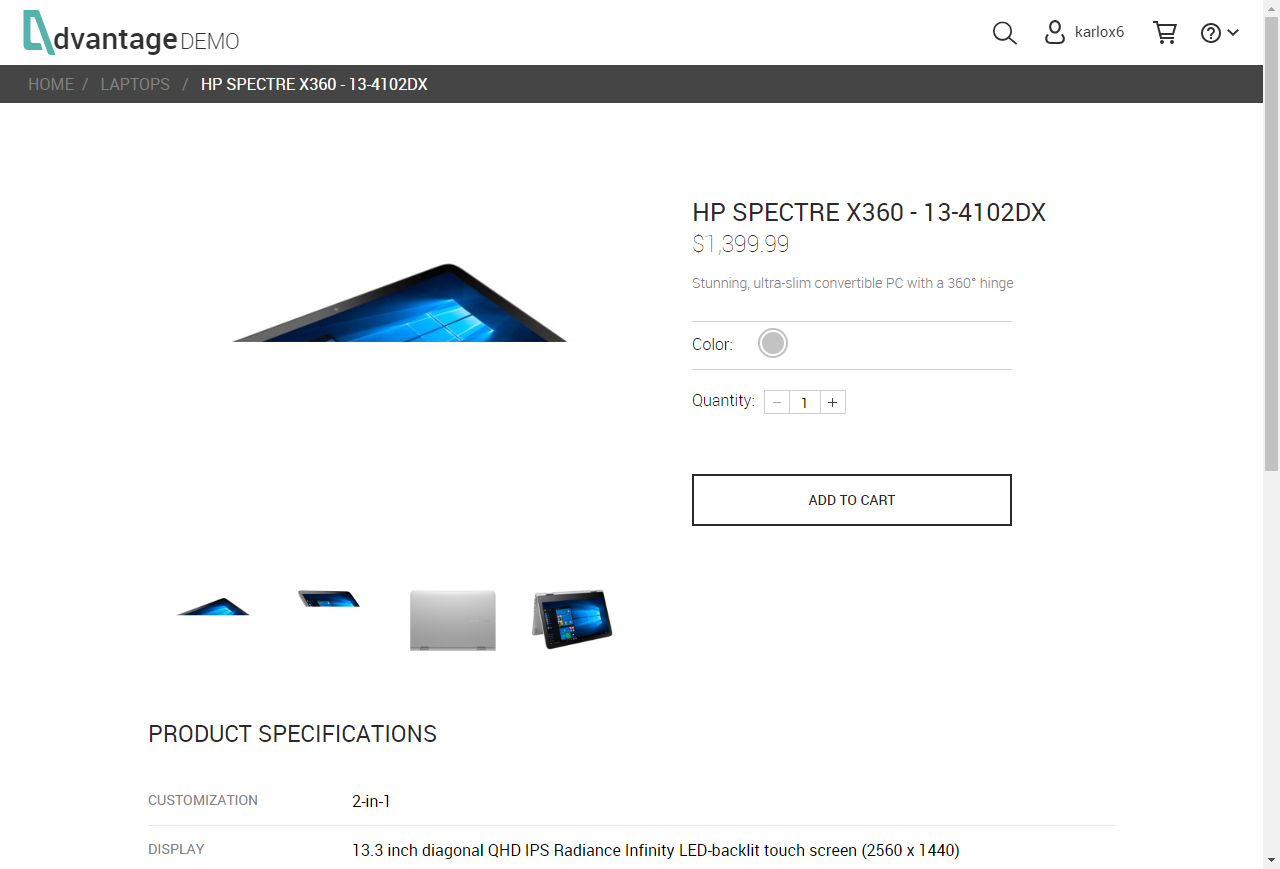 dvantage DEMO
karlox6
HOME / LAPTOPS / HP SPECTRE X360 - 13-4102DX
HP SPECTRE X360 - 13-4102DX
$1,399.99
Stunning, ultra-slim convertible PC with a 360° hinge
Color:
Quantity: − 1 +
ADD TO CART
PRODUCT SPECIFICATIONS
CUSTOMIZATION 2-in-1
DISPLAY 13.3 inch diagonal QHD IPS Radiance Infinity LED-backlit touch screen (2560 x 1440)